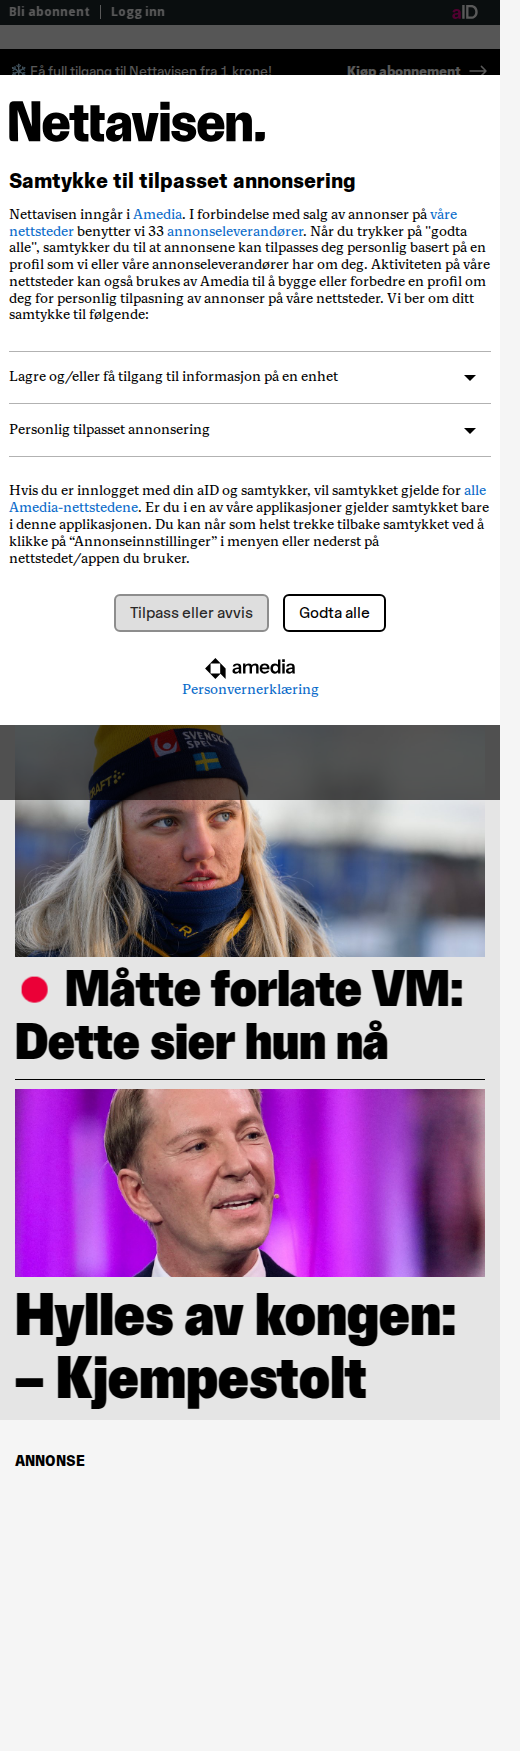 Bli abonnent | Logg inn
aID
❄ Få full tilgang til Nettavisen fra 1 krone! Kjøp abonnement →
Nettavisen.
Samtykke til tilpasset annonsering
Nettavisen inngår i Amedia. I forbindelse med salg av annonser på våre
nettsteder benytter vi 33 annonseleverandører. Når du trykker på "godta
alle", samtykker du til at annonsene kan tilpasses deg personlig basert på en
profil som vi eller våre annonseleverandører har om deg. Aktiviteten på våre
nettsteder kan også brukes av Amedia til å bygge eller forbedre en profil om
deg for personlig tilpasning av annonser på våre nettsteder. Vi ber om ditt
samtykke til følgende:
Lagre og/eller få tilgang til informasjon på en enhet
Personlig tilpasset annonsering
Hvis du er innlogget med din aID og samtykker, vil samtykket gjelde for alle
Amedia-nettstedene. Er du i en av våre applikasjoner gjelder samtykket bare
i denne applikasjonen. Du kan når som helst trekke tilbake samtykket ved å
klikke på “Annonseinnstillinger” i menyen eller nederst på
nettstedet/appen du bruker.
Tilpass eller avvis
Godta alle
amedia
Personvernerklæring
SVENSKA
SPEL
CRAFT
Måtte forlate VM:
Dette sier hun nå
Hylles av kongen:
– Kjempestolt
ANNONSE